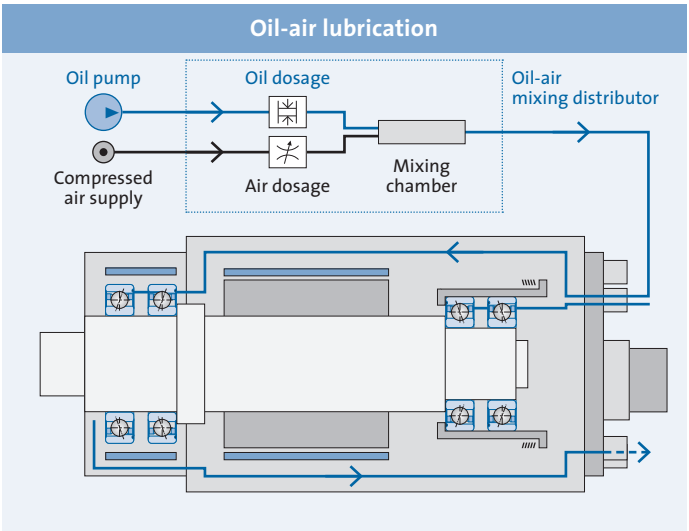 Oil-air lubrication
Oil pump
Oil dosage
Oil-air
mixing distributor
Compressed
air supply
Air dosage
Mixing
chamber